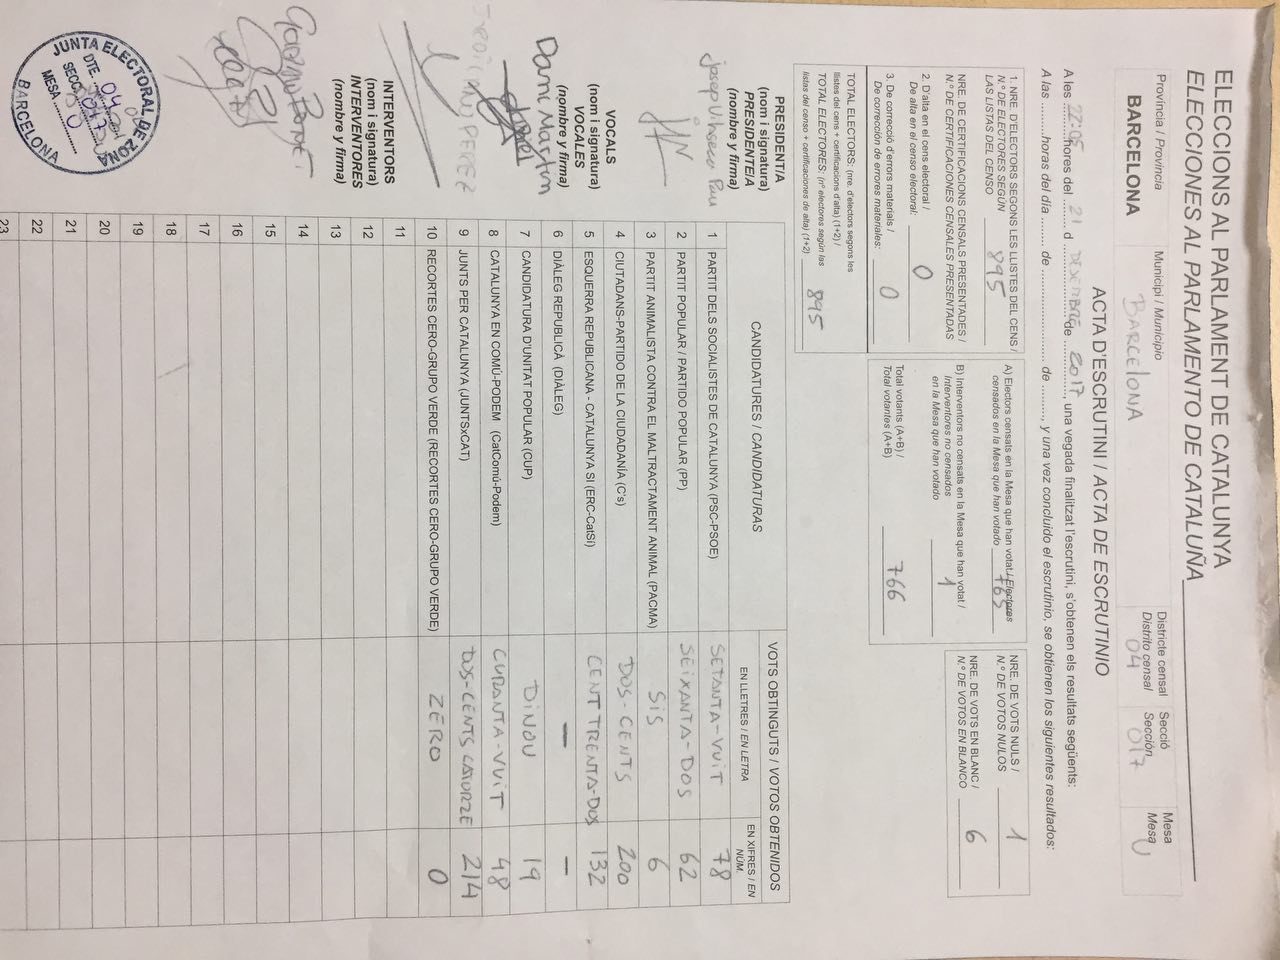 ELECCIONS AL PARLAMENT DE CATALUNYA
ELECCIONES AL PARLAMENTO DE CATALUÑA
Província / Provincia
BARCELONA
Municipi / Municipio
BARCELONA
Districte censal
Distrito censal
04
Secció
Sección
017
Mesa
Mesa
U
ACTA D'ESCRUTINI / ACTA DE ESCRUTINIO
A les 22:05 hores del 21 d DESEMBRE de 2017, una vegada finalitzat l'escrutini, s'obtenen els resultats següents:
A las ........ horas del día ........ de ........ de ........, y una vez concluido el escrutinio, se obtienen los siguientes resultados:
1. NRE. D'ELECTORS SEGONS LES LLISTES DEL CENS /
N.º DE ELECTORES SEGÚN
LAS LISTAS DEL CENSO 895
NRE. DE CERTIFICACIONS CENSALS PRESENTADES /
N.º DE CERTIFICACIONES CENSALES PRESENTADAS
2. D'alta en el cens electoral /
De alta en el censo electoral: 0
3. De correcció d'errors materials /
De corrección de errores materiales: 0
TOTAL ELECTORS: (nre. d'electors segons les
llistes del cens + certificacions d'alta) (1+2) /
TOTAL ELECTORES: (nº electores según las
listas del censo + certificaciones de alta) (1+2) 895
A) Electors censats en la Mesa que han votat / Electores
censados en la Mesa que han votado 765
B) Interventors no censats en la Mesa que han votat /
Interventores no censados
en la Mesa que han votado 1
Total votants (A+B) /
Total votantes (A+B) 766
NRE. DE VOTS NULS /
N.º DE VOTOS NULOS 1
NRE. DE VOTS EN BLANC /
N.º DE VOTOS EN BLANCO 6
PRESIDENT/A
(nom i signatura)
PRESIDENTE/A
(nombre y firma)
VOCALS
(nom i signatura)
VOCALES
(nombre y firma)
Dani Martin
PEREZ
INTERVENTORS
(nom i signatura)
INTERVENTORES
(nombre y firma)
CANDIDATURES / CANDIDATURAS
VOTS OBTINGUTS / VOTOS OBTENIDOS
EN LLETRES / EN LETRA
EN XIFRES / EN NÚM.
1 PARTIT DELS SOCIALISTES DE CATALUNYA (PSC-PSOE) SETANTA-VUIT 78
2 PARTIT POPULAR / PARTIDO POPULAR (PP) SEIXANTA-DOS 62
3 PARTIT ANIMALISTA CONTRA EL MALTRACTAMENT ANIMAL (PACMA) SIS 6
4 CIUTADANS-PARTIDO DE LA CIUDADANÍA (C's) DOS-CENTS 200
5 ESQUERRA REPUBLICANA - CATALUNYA SI (ERC-CatSí) CENT TRENTA-DOS 132
6 DIÀLEG REPUBLICÀ (DIÀLEG) — —
7 CANDIDATURA D'UNITAT POPULAR (CUP) DINOU 19
8 CATALUNYA EN COMÚ-PODEM (CatComú-Podem) CURANTA-VUIT 48
9 JUNTS PER CATALUNYA (JUNTSxCAT) DOS-CENTS CATORZE 214
10 RECORTES CERO-GRUPO VERDE (RECORTES CERO-GRUPO VERDE) ZERO 0
11
12
13
14
15
16
17
18
19
20
21
22
23
JUNTA ELECTORAL DE ZONA
DTE. 04
SECC. 017
MESA U
BARCELONA